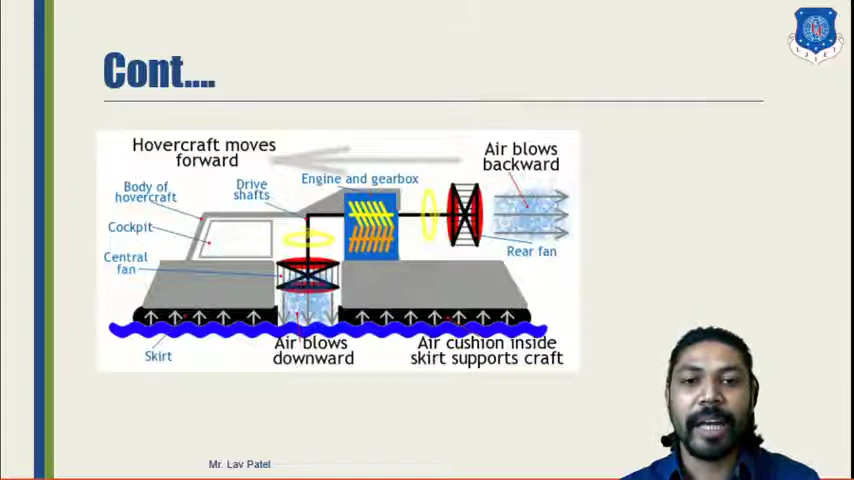 Cont....
Hovercraft moves
forward
Air blows
backward
Body of
hovercraft
Drive
shafts
Engine and gearbox
Cockpit
Central
fan
Rear fan
Skirt
Air blows
downward
Air cushion inside
skirt supports craft
Mr. Lav Patel